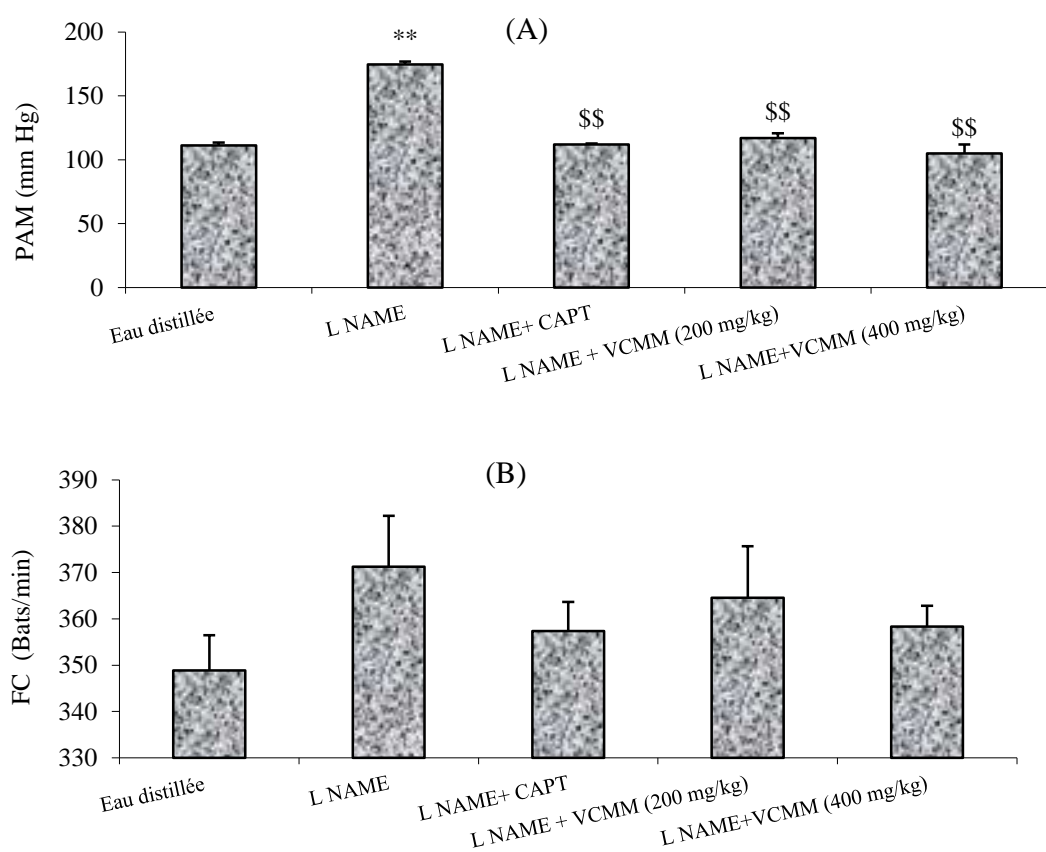 (A)
PAM (mm Hg)
200
150
100
50
0
**
$$
$$
$$
Eau distillée
L NAME
L NAME+ CAPT
L NAME + VCMM (200 mg/kg)
L NAME+VCMM (400 mg/kg)
(B)
FC (Bats/min)
390
380
370
360
350
340
330
Eau distillée
L NAME
L NAME+ CAPT
L NAME + VCMM (200 mg/kg)
L NAME+VCMM (400 mg/kg)